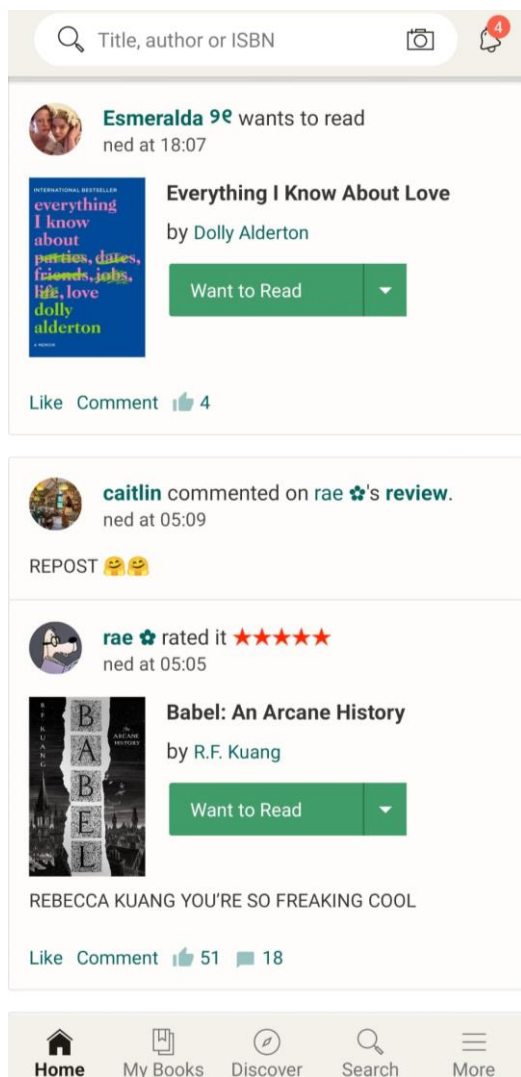 Title, author or ISBN
4
Esmeralda ୨୧ wants to read
ned at 18:07
INTERNATIONAL BESTSELLER
everything
I know
about
parties, dates,
friends, jobs,
life, love
dolly
alderton
A MEMOIR
Everything I Know About Love
by Dolly Alderton
Want to Read
Like Comment 4
caitlin commented on rae ✿'s review.
ned at 05:09
REPOST 🤗🤗
rae ✿ rated it ★★★★★
ned at 05:05
R.F. KUANG
BABEL
An
ARCANE
HISTORY
Babel: An Arcane History
by R.F. Kuang
Want to Read
REBECCA KUANG YOU'RE SO FREAKING COOL
Like Comment 51 18
Home My Books Discover Search More